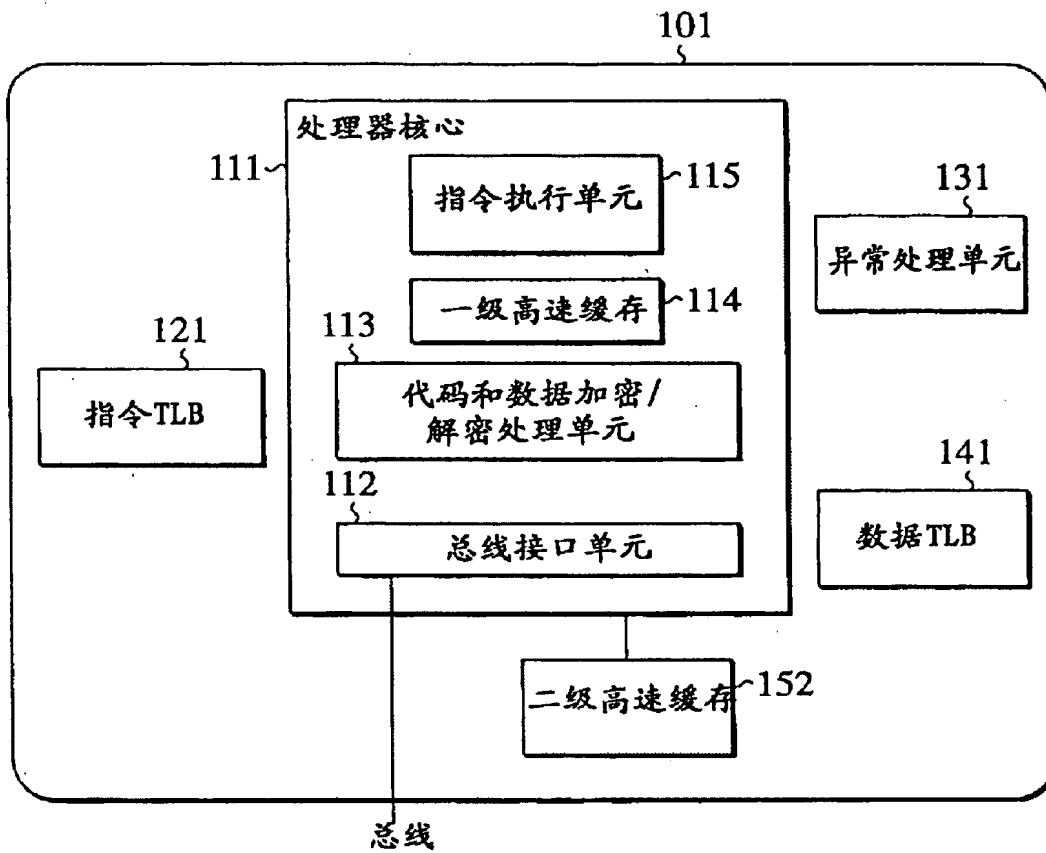 101
处理器核心
111
指令执行单元
115
131
异常处理单元
一级高速缓存
114
113
121
指令TLB
代码和数据加密/
解密处理单元
112
141
总线接口单元
数据TLB
二级高速缓存
152
总线